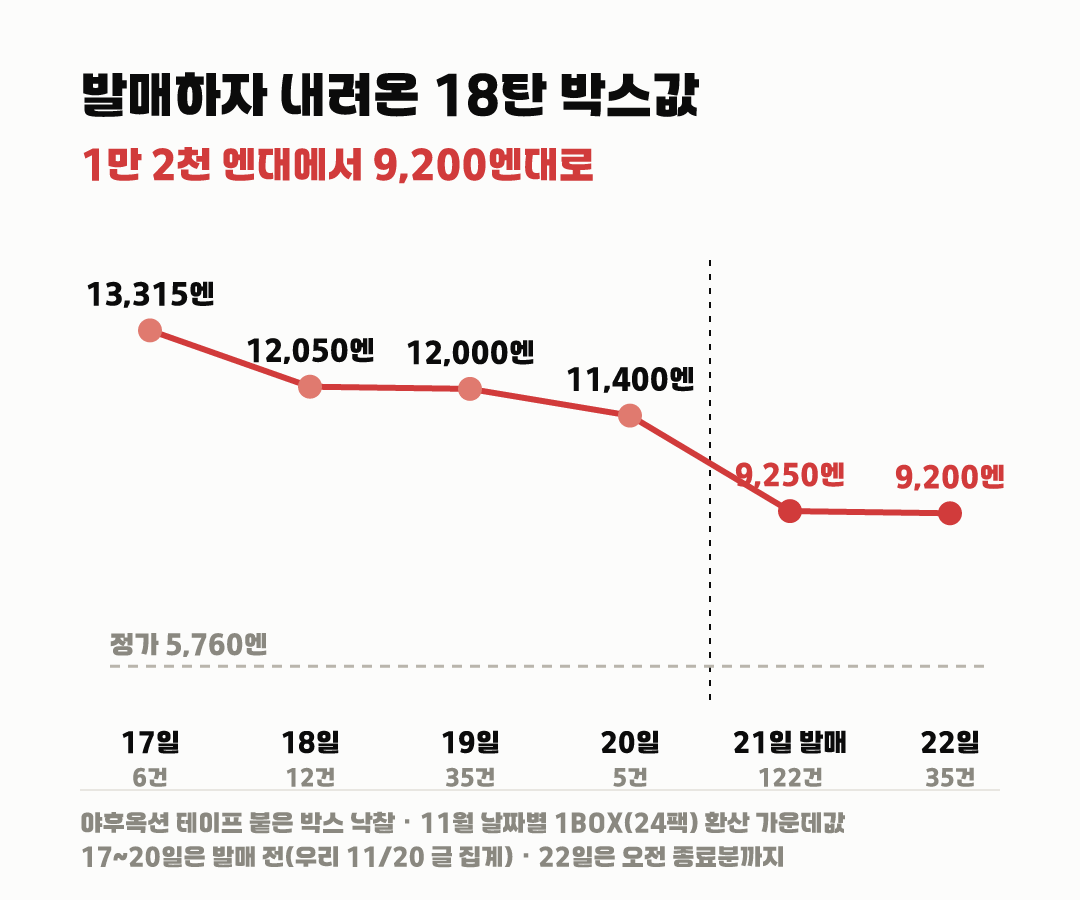 발매하자 내려온 18탄 박스값
1만 2천 엔대에서 9,200엔대로
13,315엔
12,050엔
12,000엔
11,400엔
9,250엔
9,200엔
정가 5,760엔
17일 18일 19일 20일 21일 발매 22일
6건 12건 35건 5건 122건 35건
야후옥션 테이프 붙은 박스 낙찰 · 11월 날짜별 1BOX(24팩) 환산 가운데값
17~20일은 발매 전(우리 11/20 글 집계) · 22일은 오전 종료분까지